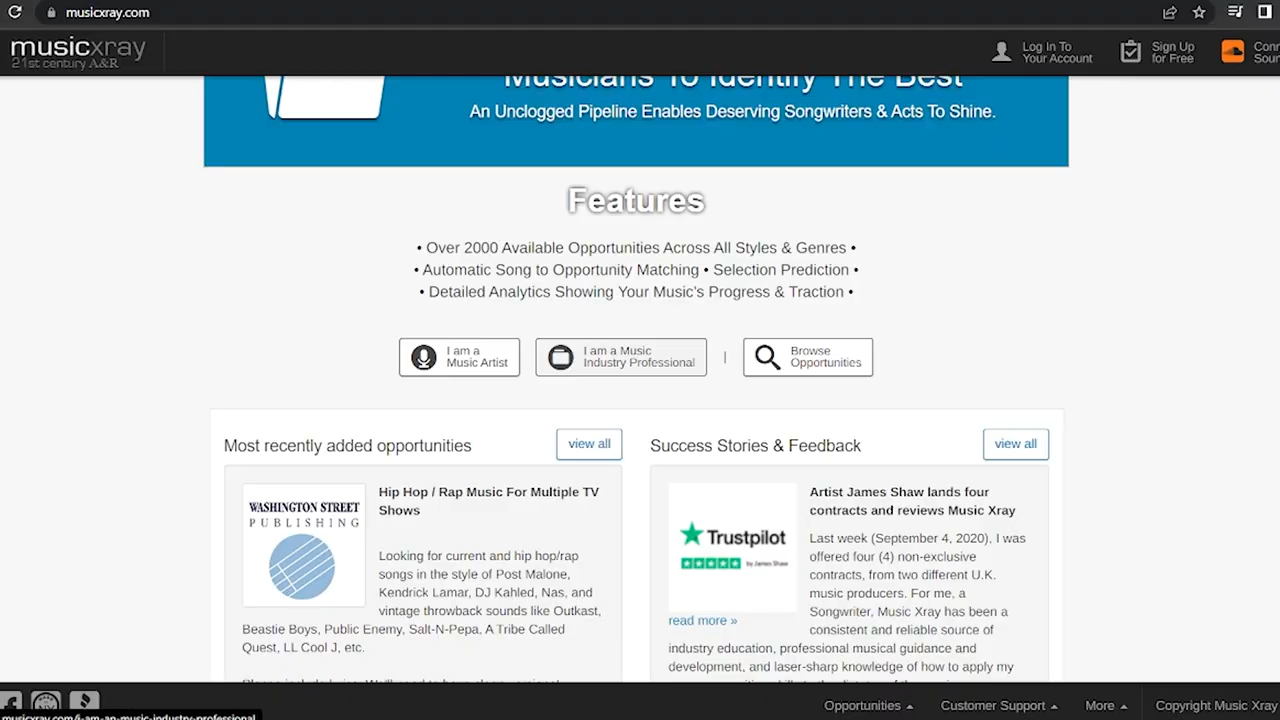 musicxray.com
musicxray
21st century A&R
Log In To
Your Account
Sign Up
for Free
Musicians To Identify The Best
An Unclogged Pipeline Enables Deserving Songwriters & Acts To Shine.
Features
• Over 2000 Available Opportunities Across All Styles & Genres •
• Automatic Song to Opportunity Matching • Selection Prediction •
• Detailed Analytics Showing Your Music's Progress & Traction •
I am a
Music Artist
I am a Music
Industry Professional
|
Browse
Opportunities
Most recently added opportunities
view all
WASHINGTON STREET
PUBLISHING
Hip Hop / Rap Music For Multiple TV
Shows
Looking for current and hip hop/rap
songs in the style of Post Malone,
Kendrick Lamar, DJ Kahled, Nas, and
vintage throwback sounds like Outkast,
Beastie Boys, Public Enemy, Salt-N-Pepa, A Tribe Called
Quest, LL Cool J, etc.
Success Stories & Feedback
view all
Trustpilot
by James Shaw
read more »
Artist James Shaw lands four
contracts and reviews Music Xray
Last week (September 4, 2020), I was
offered four (4) non-exclusive
contracts, from two different U.K.
music producers. For me, a
Songwriter, Music Xray has been a
consistent and reliable source of
industry education, professional musical guidance and
development, and laser-sharp knowledge of how to apply my
Opportunities
Customer Support
More
Copyright Music Xray
musicxray.com/i-am-an-music-industry-professional